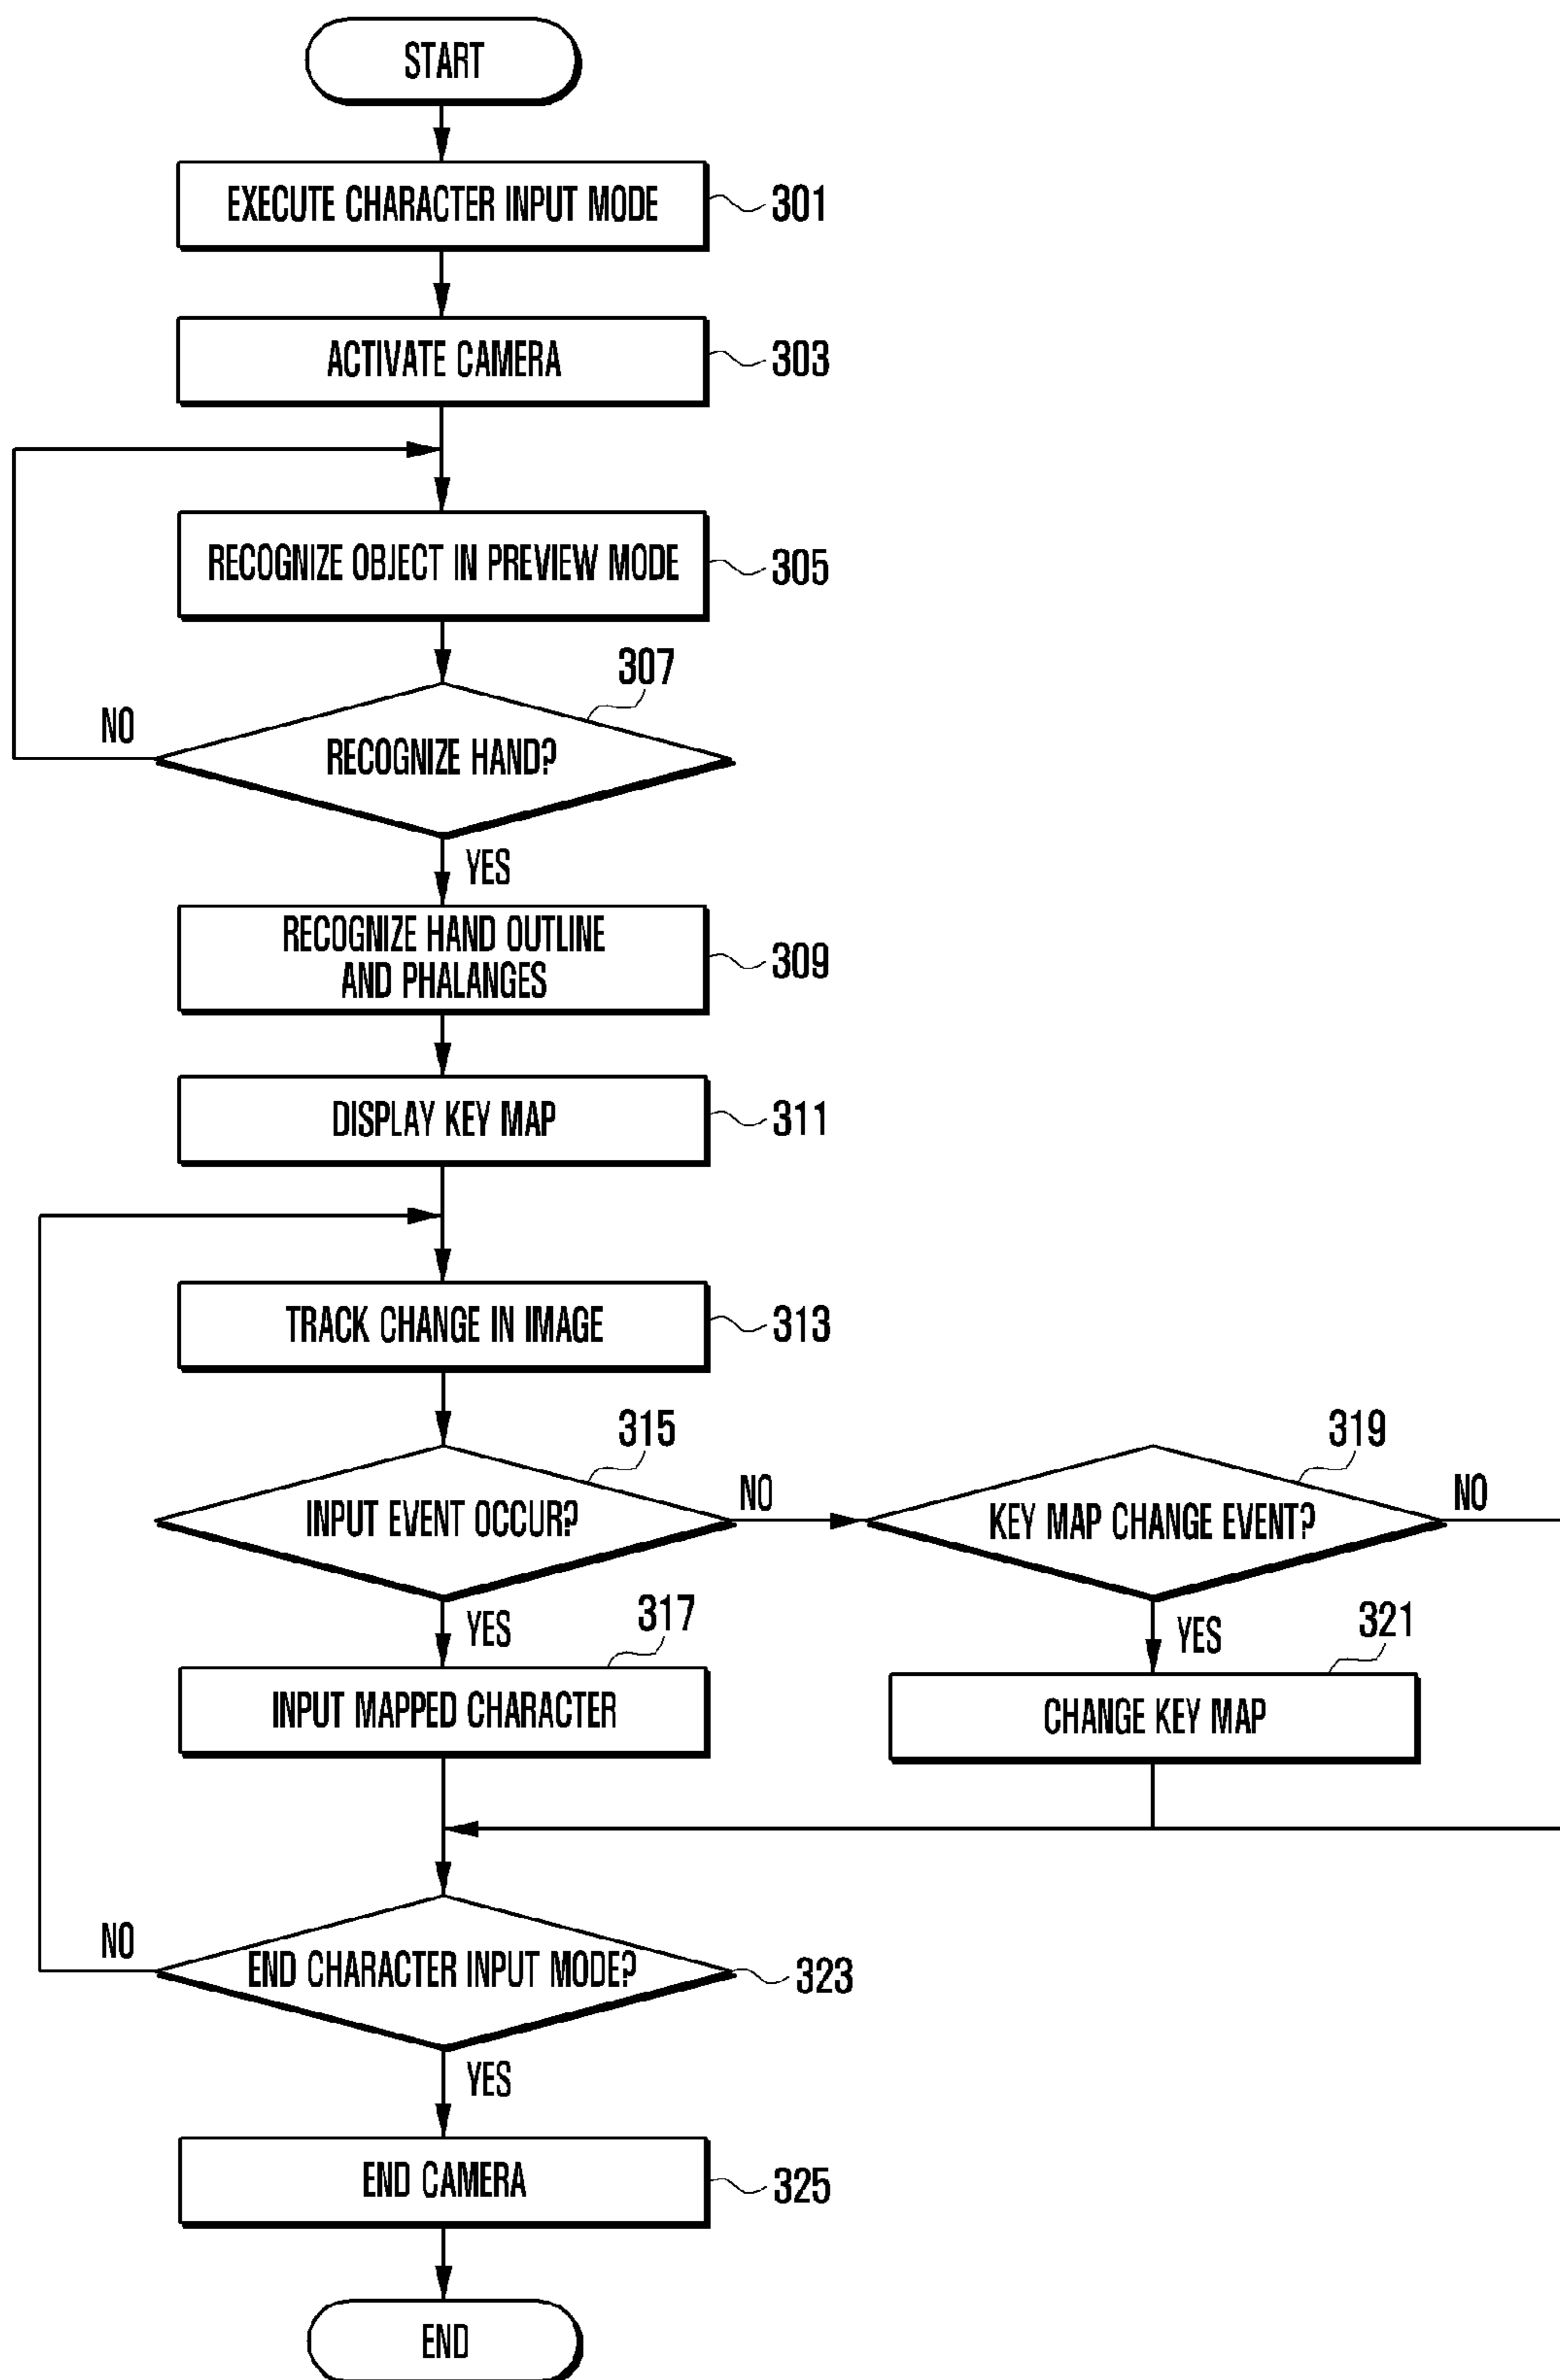 START
EXECUTE CHARACTER INPUT MODE
301
ACTIVATE CAMERA
303
RECOGNIZE OBJECT IN PREVIEW MODE
305
307
RECOGNIZE HAND?
NO
YES
RECOGNIZE HAND OUTLINE
AND PHALANGES
309
DISPLAY KEY MAP
311
TRACK CHANGE IN IMAGE
313
315
INPUT EVENT OCCUR?
NO
319
KEY MAP CHANGE EVENT?
NO
YES
317
INPUT MAPPED CHARACTER
YES
321
CHANGE KEY MAP
NO
END CHARACTER INPUT MODE?
323
YES
END CAMERA
325
END